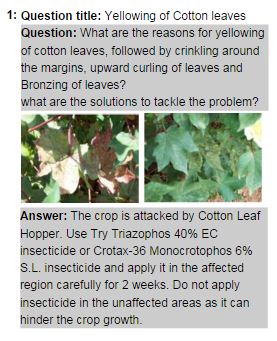 1: Question title: Yellowing of Cotton leaves
Question: What are the reasons for yellowing
of cotton leaves, followed by crinkling around
the margins, upward curling of leaves and
Bronzing of leaves?
what are the solutions to tackle the problem?
Answer: The crop is attacked by Cotton Leaf
Hopper. Use Try Triazophos 40% EC
insecticide or Crotax-36 Monocrotophos 6%
S.L. insecticide and apply it in the affected
region carefully for 2 weeks. Do not apply
insecticide in the unaffected areas as it can
hinder the crop growth.